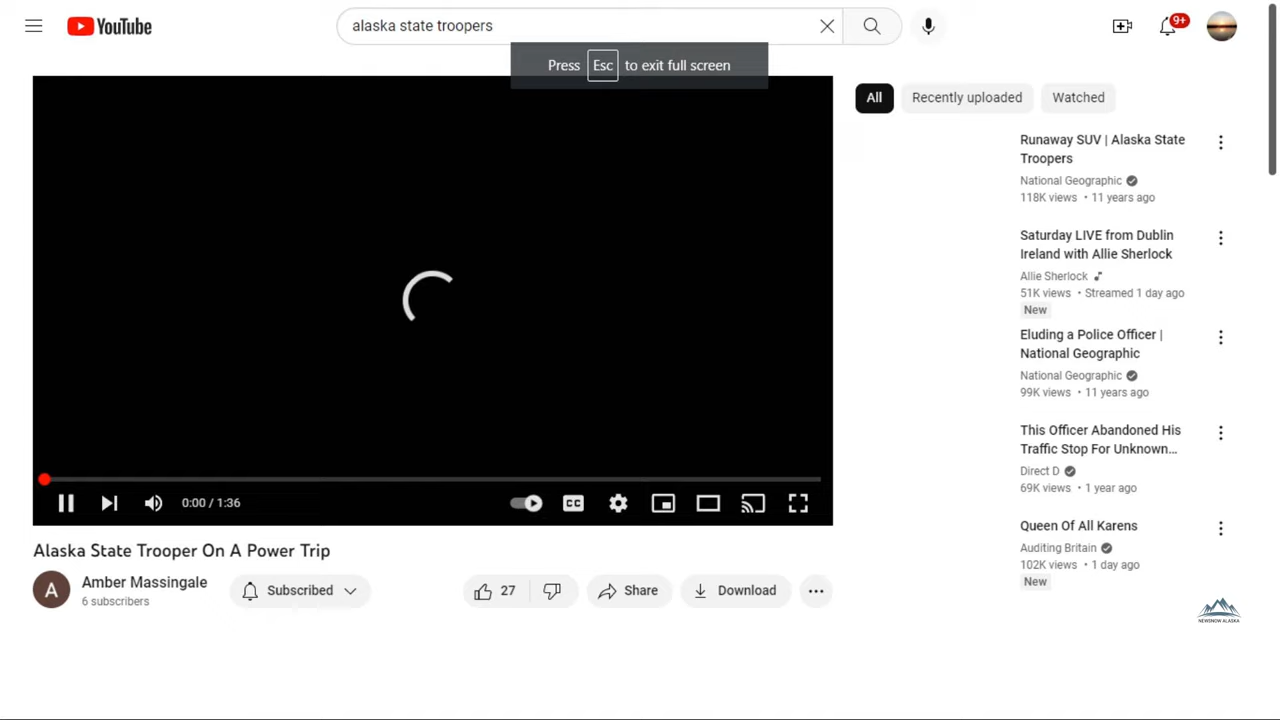 YouTube
alaska state troopers
9+
Press Esc to exit full screen
All
Recently uploaded
Watched
Runaway SUV | Alaska State
Troopers
National Geographic
118K views • 11 years ago
Saturday LIVE from Dublin
Ireland with Allie Sherlock
Allie Sherlock
51K views • Streamed 1 day ago
New
Eluding a Police Officer |
National Geographic
National Geographic
99K views • 11 years ago
This Officer Abandoned His
Traffic Stop For Unknown...
Direct D
69K views • 1 year ago
Queen Of All Karens
Auditing Britain
102K views • 1 day ago
New
0:00 / 1:36
CC
Alaska State Trooper On A Power Trip
A
Amber Massingale
6 subscribers
Subscribed
27
Share
Download
NEWSNOW ALASKA